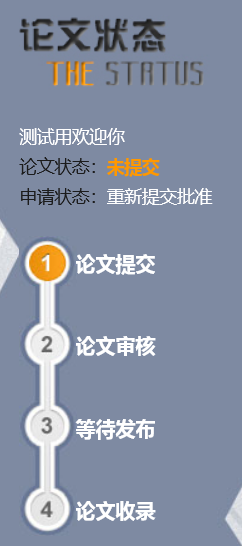 论文狀态
THE STATUS
测试用欢迎你
论文状态：未提交
申请状态：重新提交批准
1 论文提交
2 论文审核
3 等待发布
4 论文收录